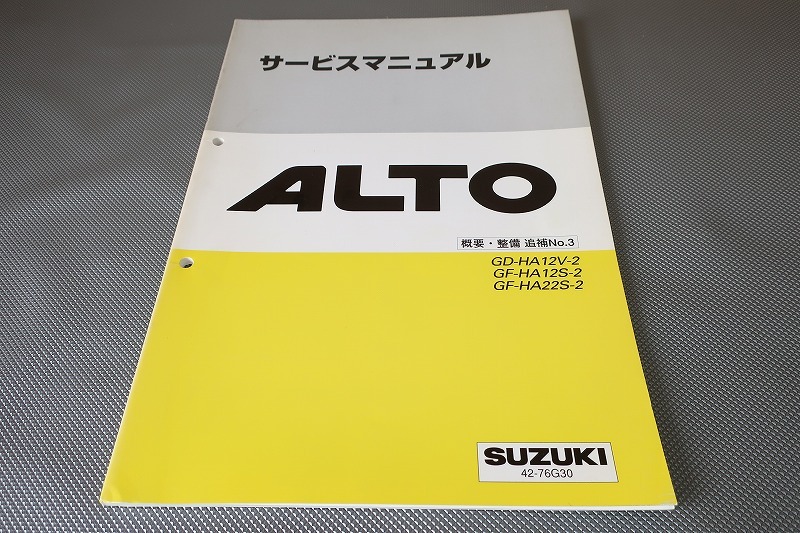 サービスマニュアル
ALTO
概要・整備 追補No.3
GD-HA12V-2
GF-HA12S-2
GF-HA22S-2
SUZUKI
42-76G30